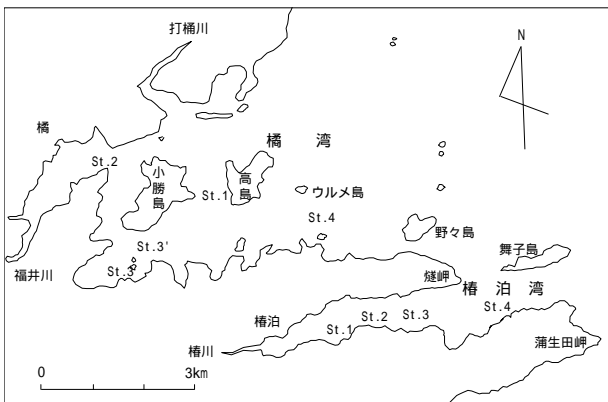 打樋川
N
橘
橘 湾
St.2
小勝島
高島
St.1
ウルメ島
St.4
野々島
舞子島
St.3'
St.3
福井川
燧岬
椿 泊 湾
椿泊
St.1
St.2
St.3
St.4
椿川
蒲生田岬
0
3km